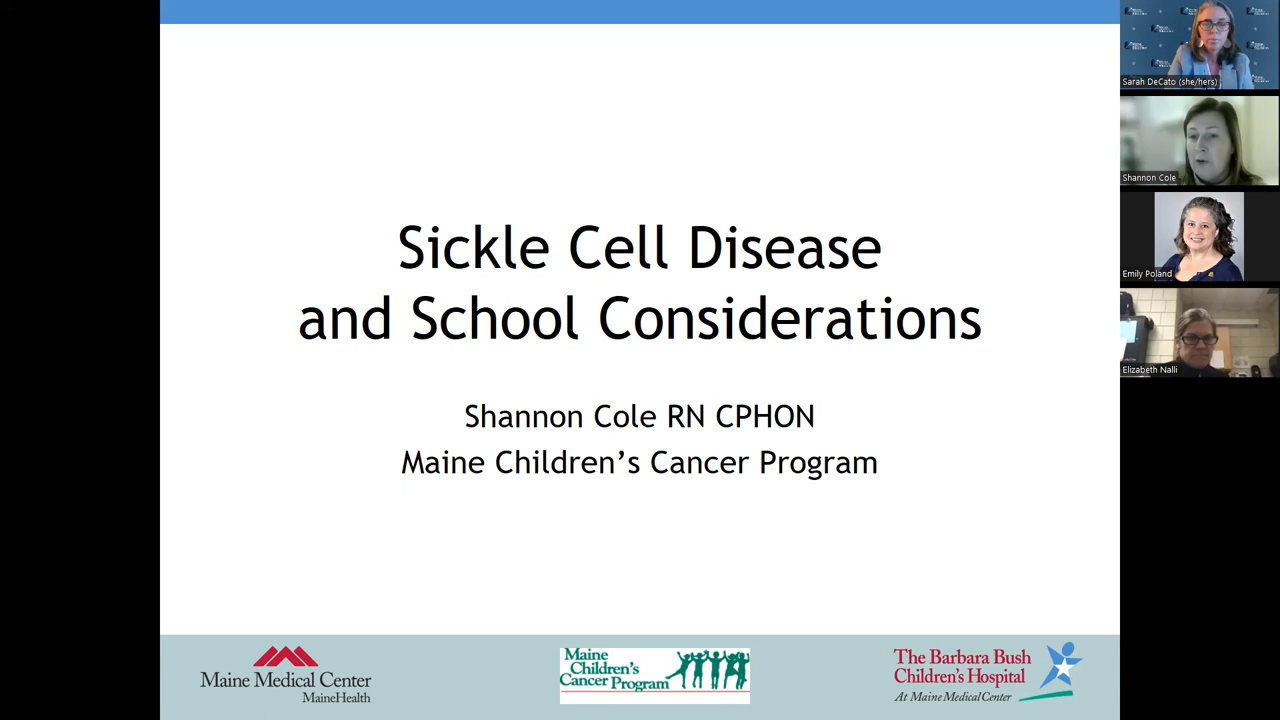 Sickle Cell Disease
and School Considerations
Shannon Cole RN CPHON
Maine Children’s Cancer Program
Maine Medical Center
MaineHealth
Maine
Children's
Cancer Program
The Barbara Bush
Children's Hospital
At Maine Medical Center
Sarah DeCato (she/hers)
Shannon Cole
Emily Poland
Elizabeth Nalli